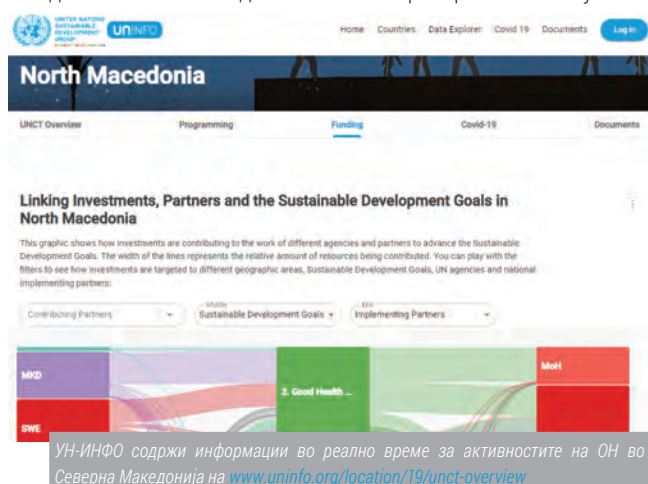 UNITED NATIONS
SUSTAINABLE
DEVELOPMENT
GROUP
UNINFO
Home Countries Data Explorer Covid 19 Documents Log in
North Macedonia
UNCT Overview Programming Funding Covid-19 Documents
Linking Investments, Partners and the Sustainable Development Goals in
North Macedonia
This graphic shows how investments are contributing to the work of different agencies and partners to advance the Sustainable
Development Goals. The width of the lines represents the relative amount of resources being contributed. You can play with the
filters to see how investments are targeted to different geographic areas, Sustainable Development Goals, UN agencies and national
implementing partners.
Contributing Partners
Middle
Sustainable Development Goals
End
Implementing Partners
MKD
MoH
2. Good Health ...
SWE
УН-ИНФО содржи информации во реално време за активностите на ОН во
Северна Македонија на www.uninfo.org/location/19/unct-overview